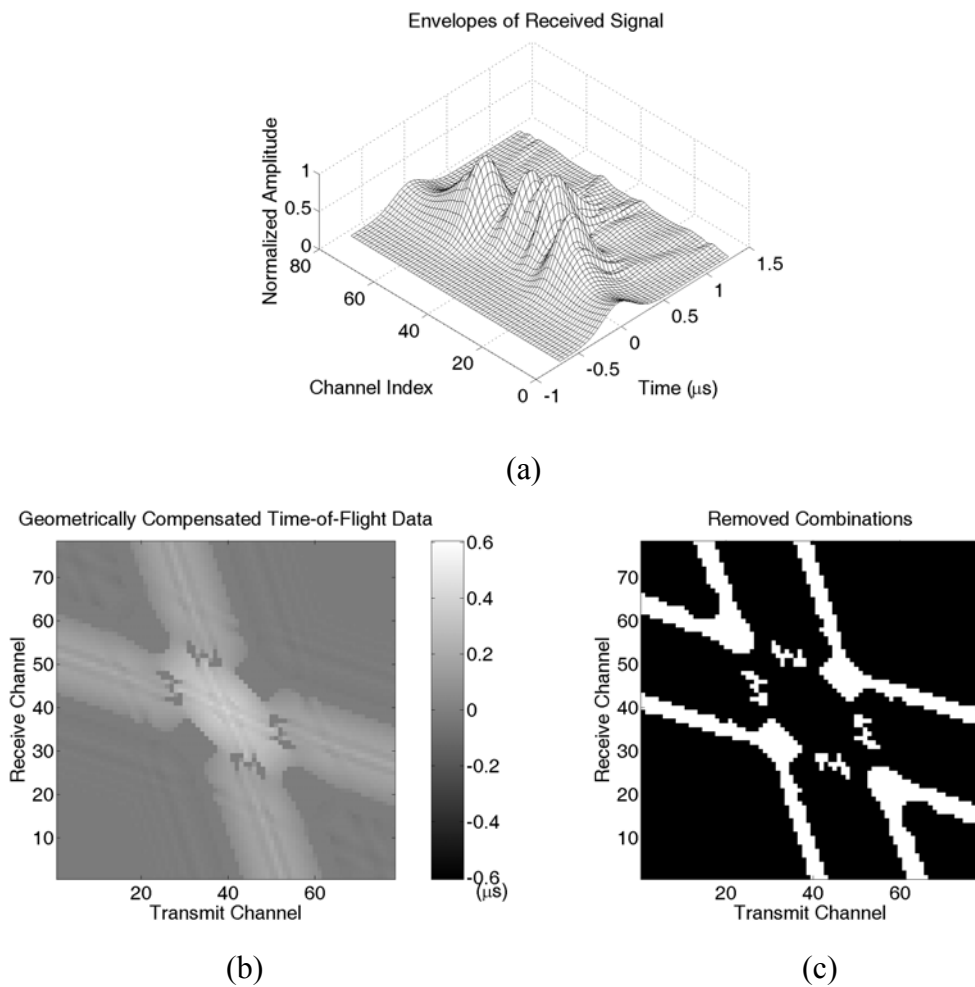 Envelopes of Received Signal
Normalized Amplitude
1
0.5
0
80
60
40
20
0
Channel Index
-1
-0.5
0
0.5
1
1.5
Time (μs)
(a)
Geometrically Compensated Time-of-Flight Data
Receive Channel
70
60
50
40
30
20
10
20 40 60
Transmit Channel
0.6
0.4
0.2
0
-0.2
-0.4
-0.6
(μs)
(b)
Removed Combinations
Receive Channel
70
60
50
40
30
20
10
20 40 60
Transmit Channel
(c)